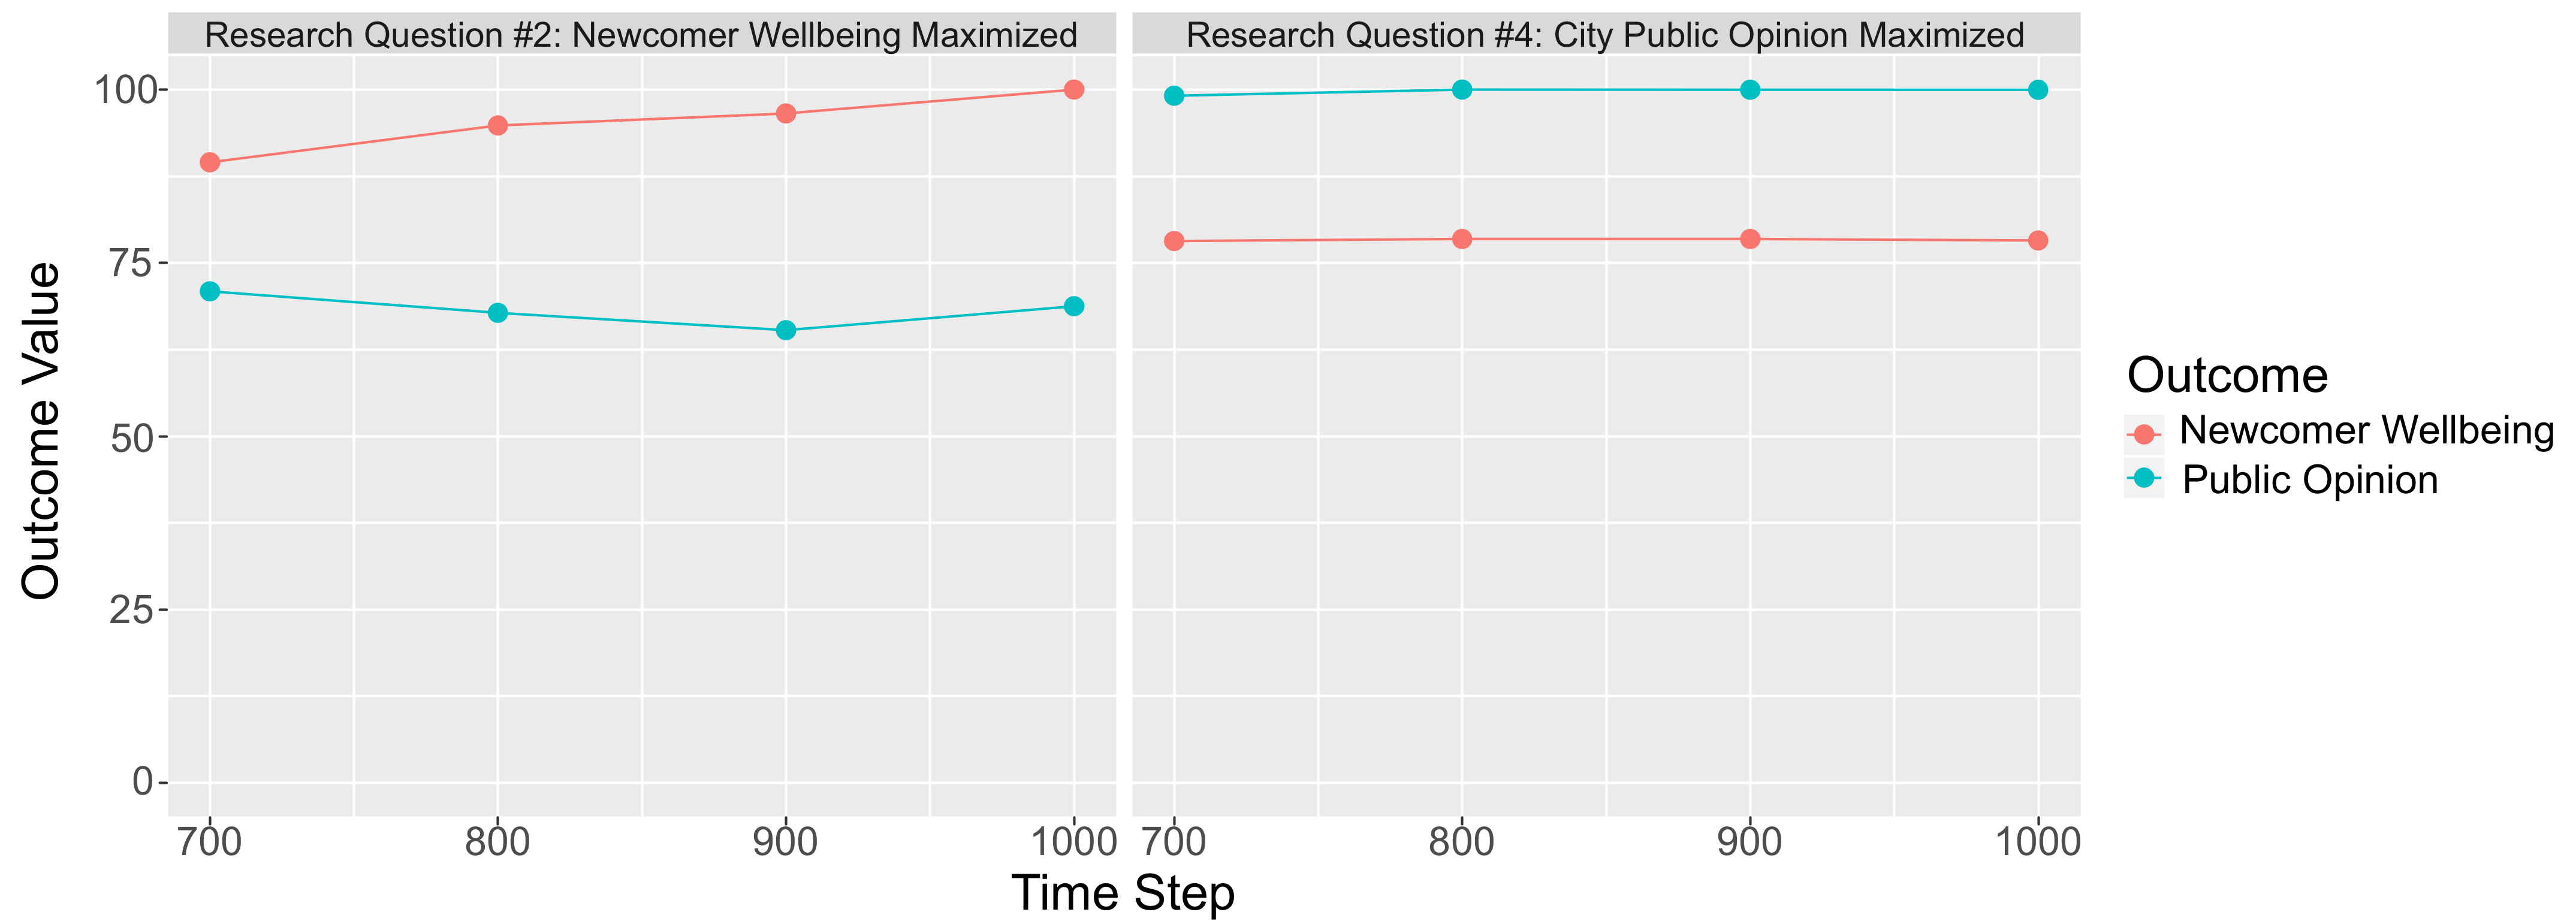 Research Question #2: Newcomer Wellbeing Maximized
Research Question #4: City Public Opinion Maximized
Outcome Value
100
75
50
25
0
700 800 900 1000
700 800 900 1000
Time Step
Outcome
Newcomer Wellbeing
Public Opinion